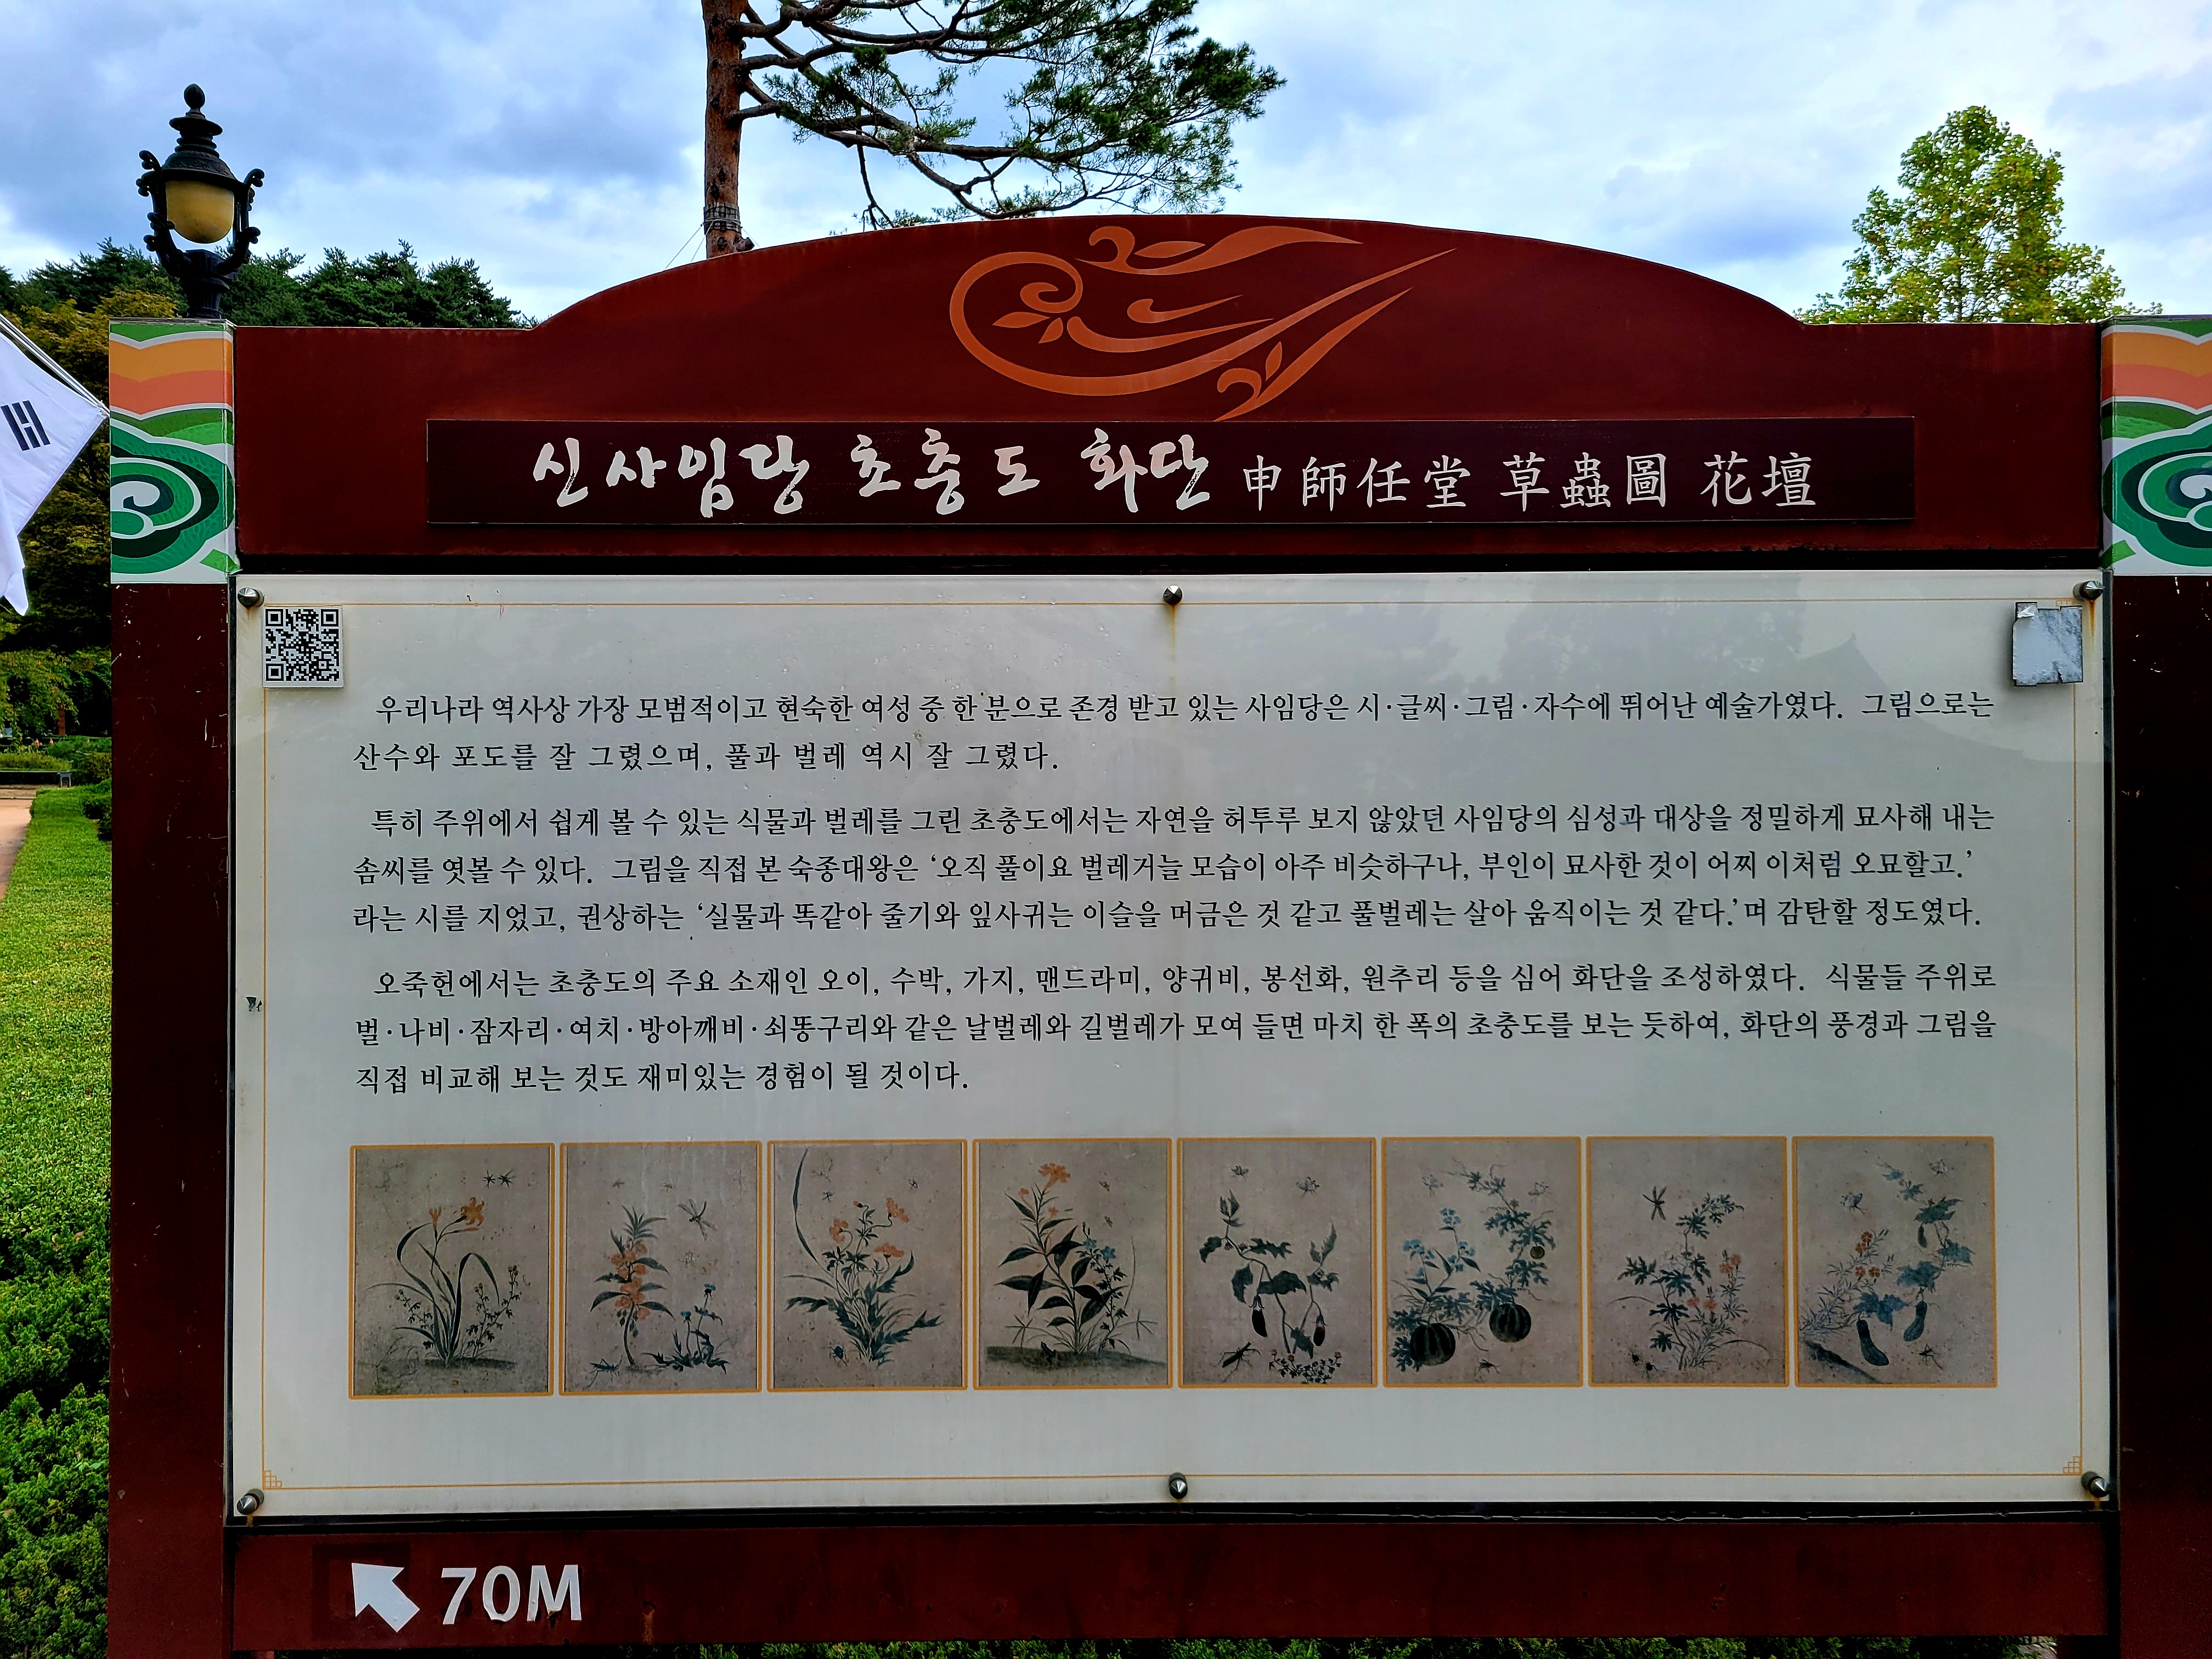 신사임당 초충도 화단 申師任堂 草蟲圖 花壇
우리나라 역사상 가장 모범적이고 현숙한 여성 중 한 분으로 존경 받고 있는 사임당은 시·글씨·그림·자수에 뛰어난 예술가였다. 그림으로는
산수와 포도를 잘 그렸으며, 풀과 벌레 역시 잘 그렸다.
특히 주위에서 쉽게 볼 수 있는 식물과 벌레를 그린 초충도에서는 자연을 허투루 보지 않았던 사임당의 심성과 대상을 정밀하게 묘사해 내는
솜씨를 엿볼 수 있다. 그림을 직접 본 숙종대왕은 ‘오직 풀이요 벌레거늘 모습이 아주 비슷하구나, 부인이 묘사한 것이 어찌 이처럼 오묘할고.’
라는 시를 지었고, 권상하는 ‘실물과 똑같아 줄기와 잎사귀는 이슬을 머금은 것 같고 풀벌레는 살아 움직이는 것 같다.’며 감탄할 정도였다.
오죽헌에서는 초충도의 주요 소재인 오이, 수박, 가지, 맨드라미, 양귀비, 봉선화, 원추리 등을 심어 화단을 조성하였다. 식물들 주위로
벌·나비·잠자리·여치·방아깨비·쇠똥구리와 같은 날벌레와 길벌레가 모여 들면 마치 한 폭의 초충도를 보는 듯하여, 화단의 풍경과 그림을
직접 비교해 보는 것도 재미있는 경험이 될 것이다.
70M